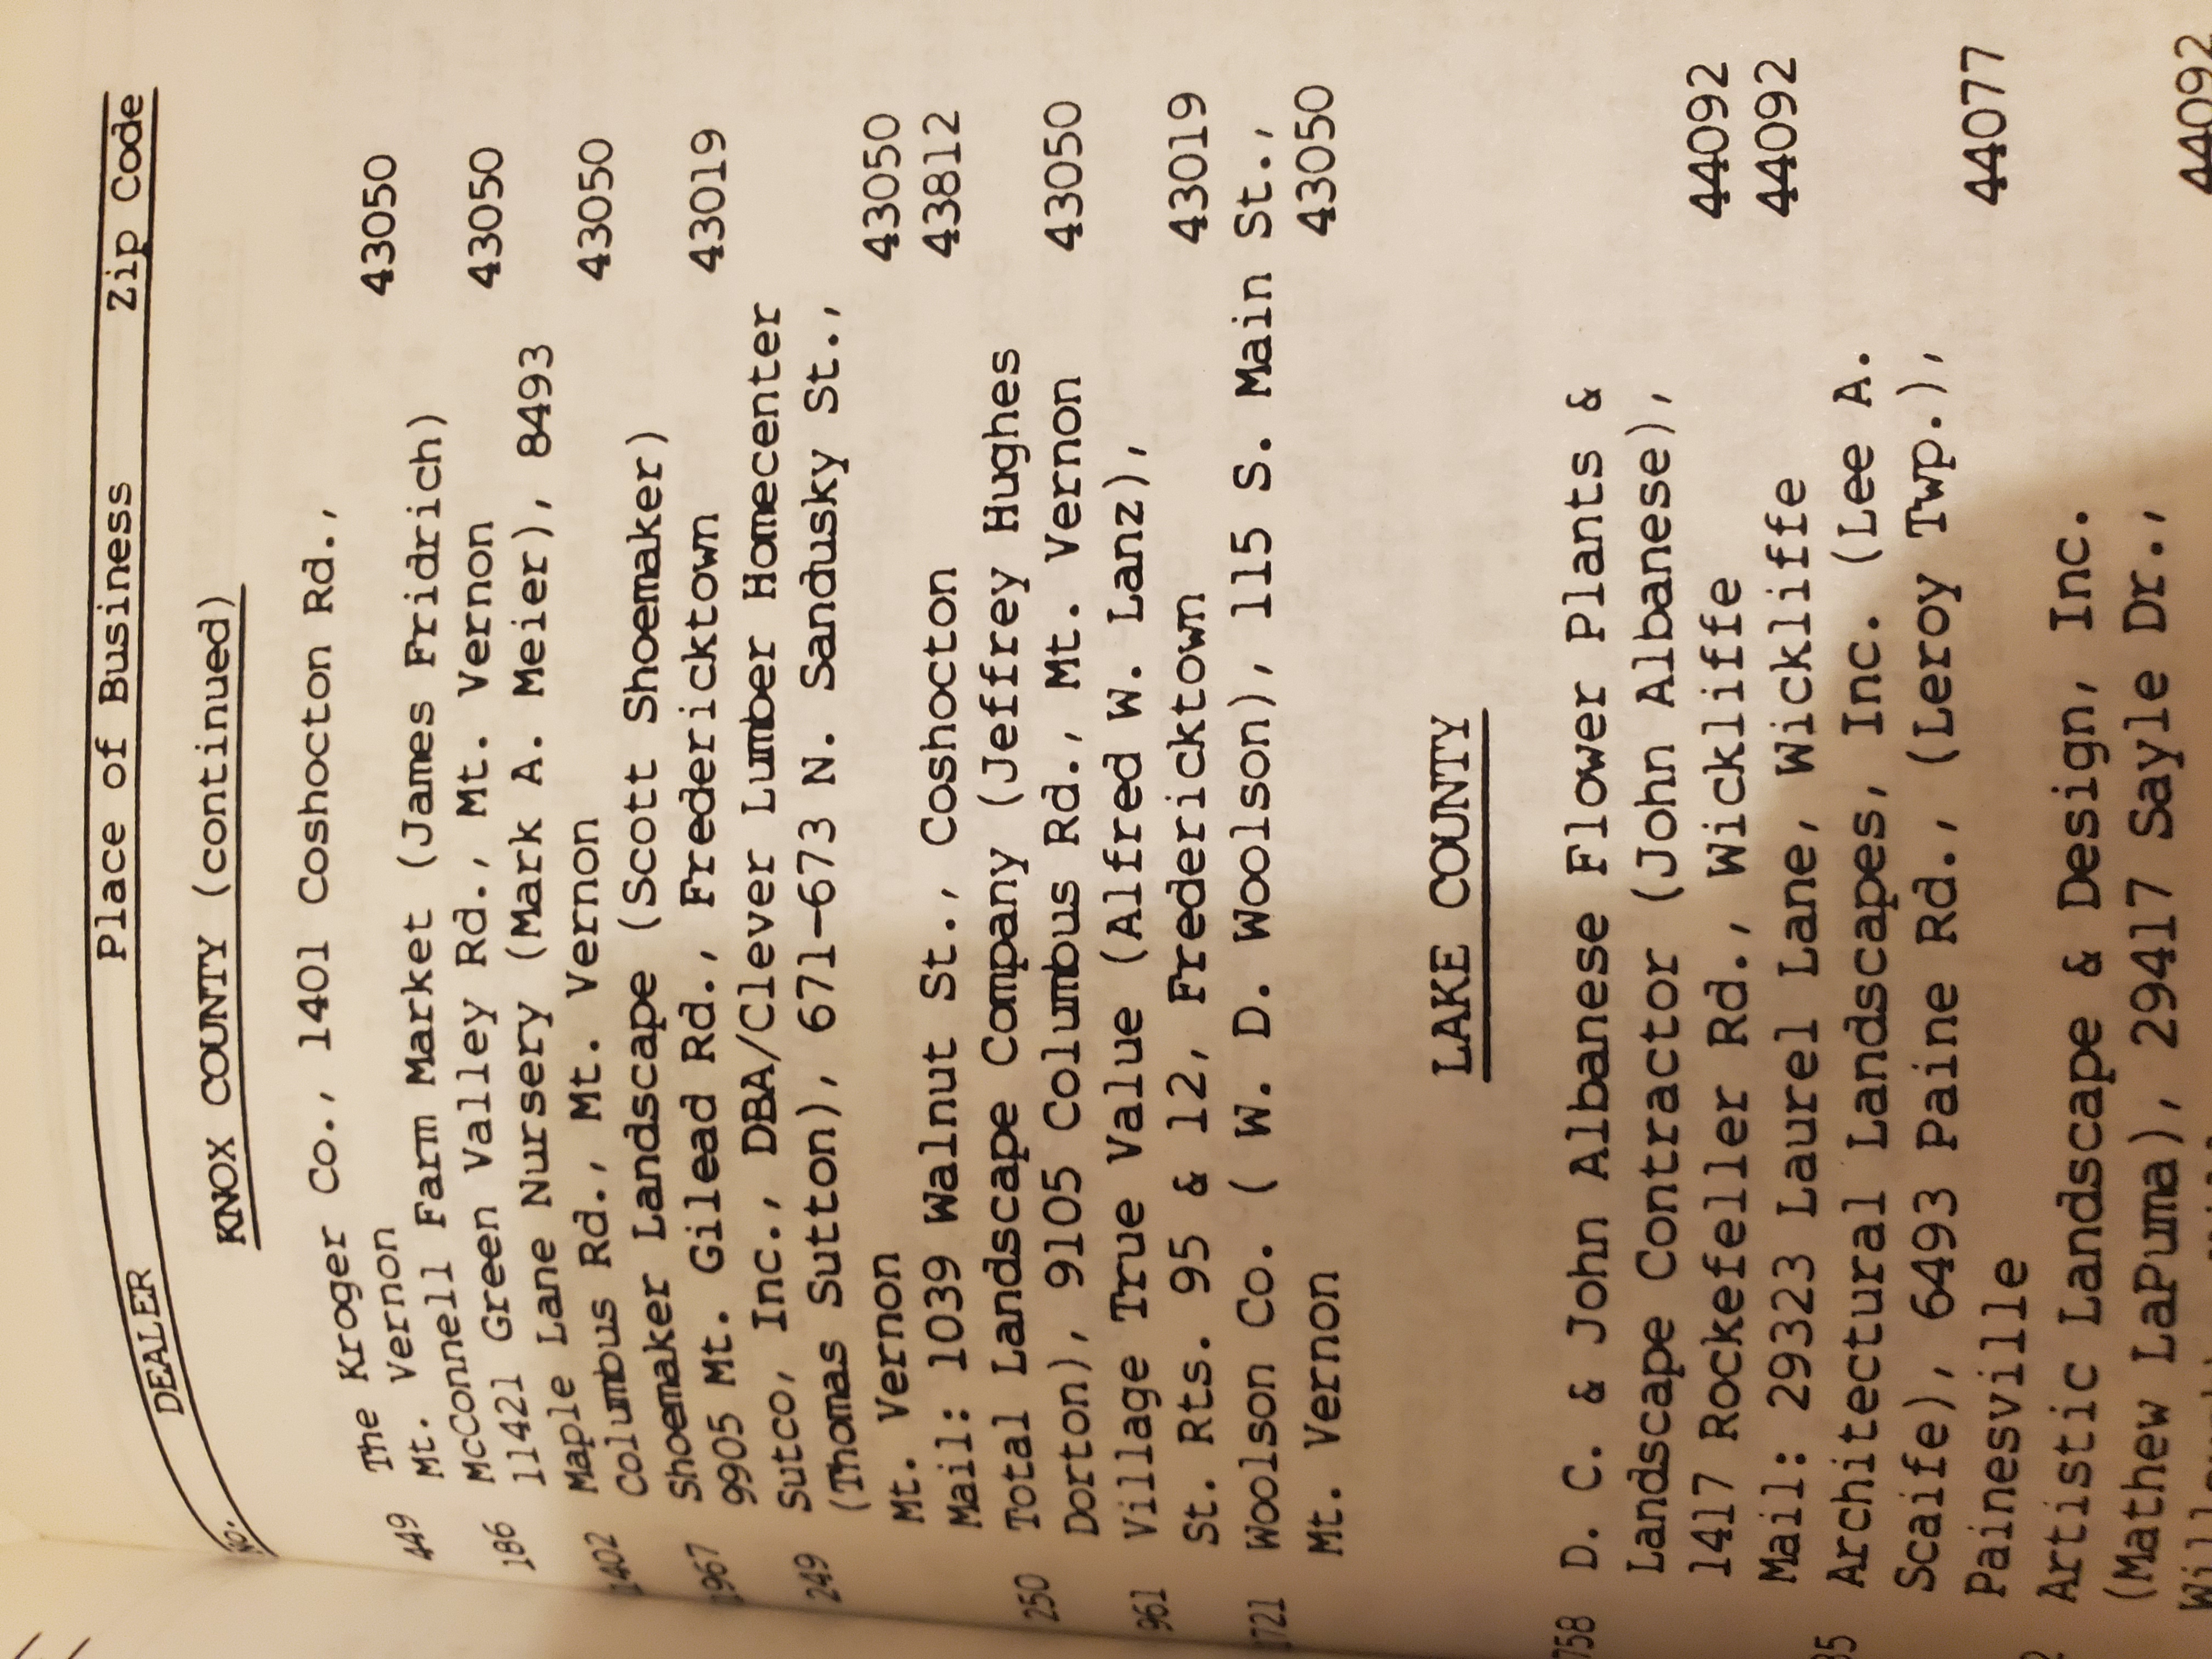 No. DEALER Place of Business Zip Code
KNOX COUNTY (continued)
The Kroger Co., 1401 Coshocton Rd.,
449 Mt. Vernon 43050
McConnell Farm Market (James Fridrich)
186 11421 Green Valley Rd., Mt. Vernon 43050
Maple Lane Nursery (Mark A. Meier), 8493
1402 Columbus Rd., Mt. Vernon 43050
Shoemaker Landscape (Scott Shoemaker)
1967 9905 Mt. Gilead Rd., Fredericktown 43019
Sutco, Inc., DBA/Clever Lumber Homecenter
249 (Thomas Sutton), 671-673 N. Sandusky St.,
Mt. Vernon 43050
Mail: 1039 Walnut St., Coshocton 43812
250 Total Landscape Company (Jeffrey Hughes
Dorton), 9105 Columbus Rd., Mt. Vernon 43050
961 Village True Value (Alfred W. Lanz),
St. Rts. 95 & 12, Fredericktown 43019
721 Woolson Co. ( W. D. Woolson), 115 S. Main St.,
Mt. Vernon 43050
LAKE COUNTY
758 D. C. & John Albanese Flower Plants &
Landscape Contractor (John Albanese),
1417 Rockefeller Rd., Wickliffe 44092
Mail: 29323 Laurel Lane, Wickliffe 44092
35 Architectural Landscapes, Inc. (Lee A.
Scaife), 6493 Paine Rd., (Leroy Twp.),
Painesville 44077
Artistic Landscape & Design, Inc.
(Mathew LaPuma), 29417 Sayle Dr.,
44092